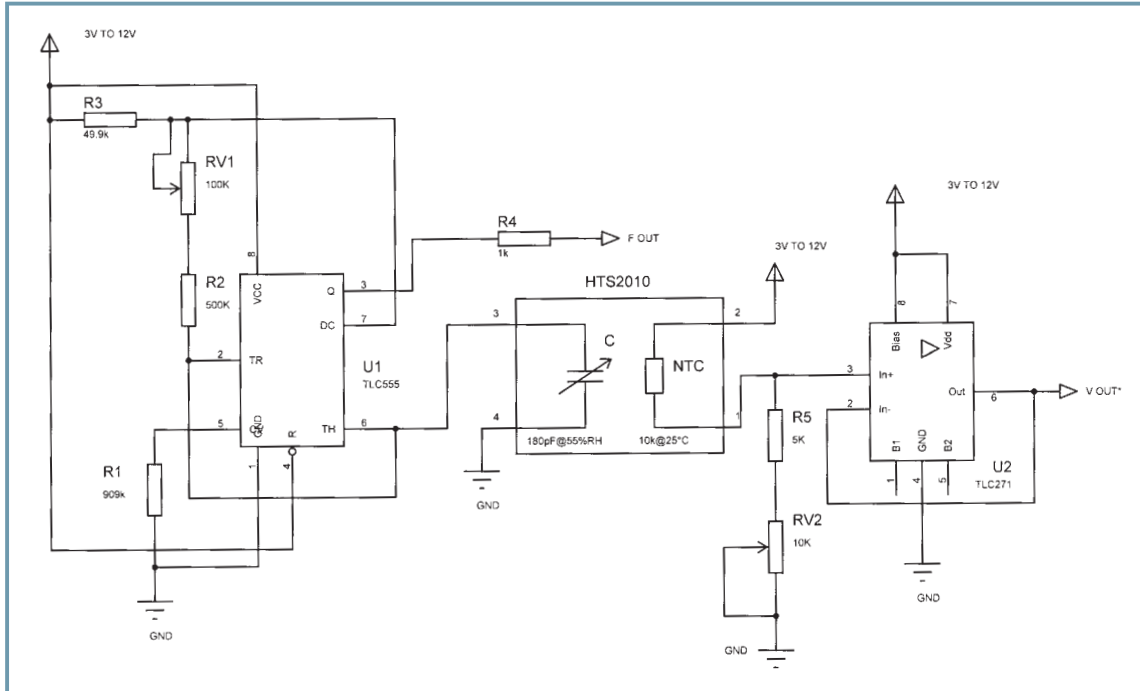 3V TO 12V
R3
49.9k
RV1
100K
R2
500K
8
VCC
Q
3
DC
7
2
TR
U1
TLC555
5
GND
R
TH
6
1
4
R1
909k
GND
R4
1k
F OUT
HTS2010
3
C
4
180pF@55%RH
GND
3V TO 12V
2
NTC
1
10k@25°C
R5
5K
RV2
10K
GND
3V TO 12V
8
7
Bias
Vdd
3
In+
2
In-
Out
6
V OUT*
B1
GND
B2
1
4
5
U2
TLC271
GND